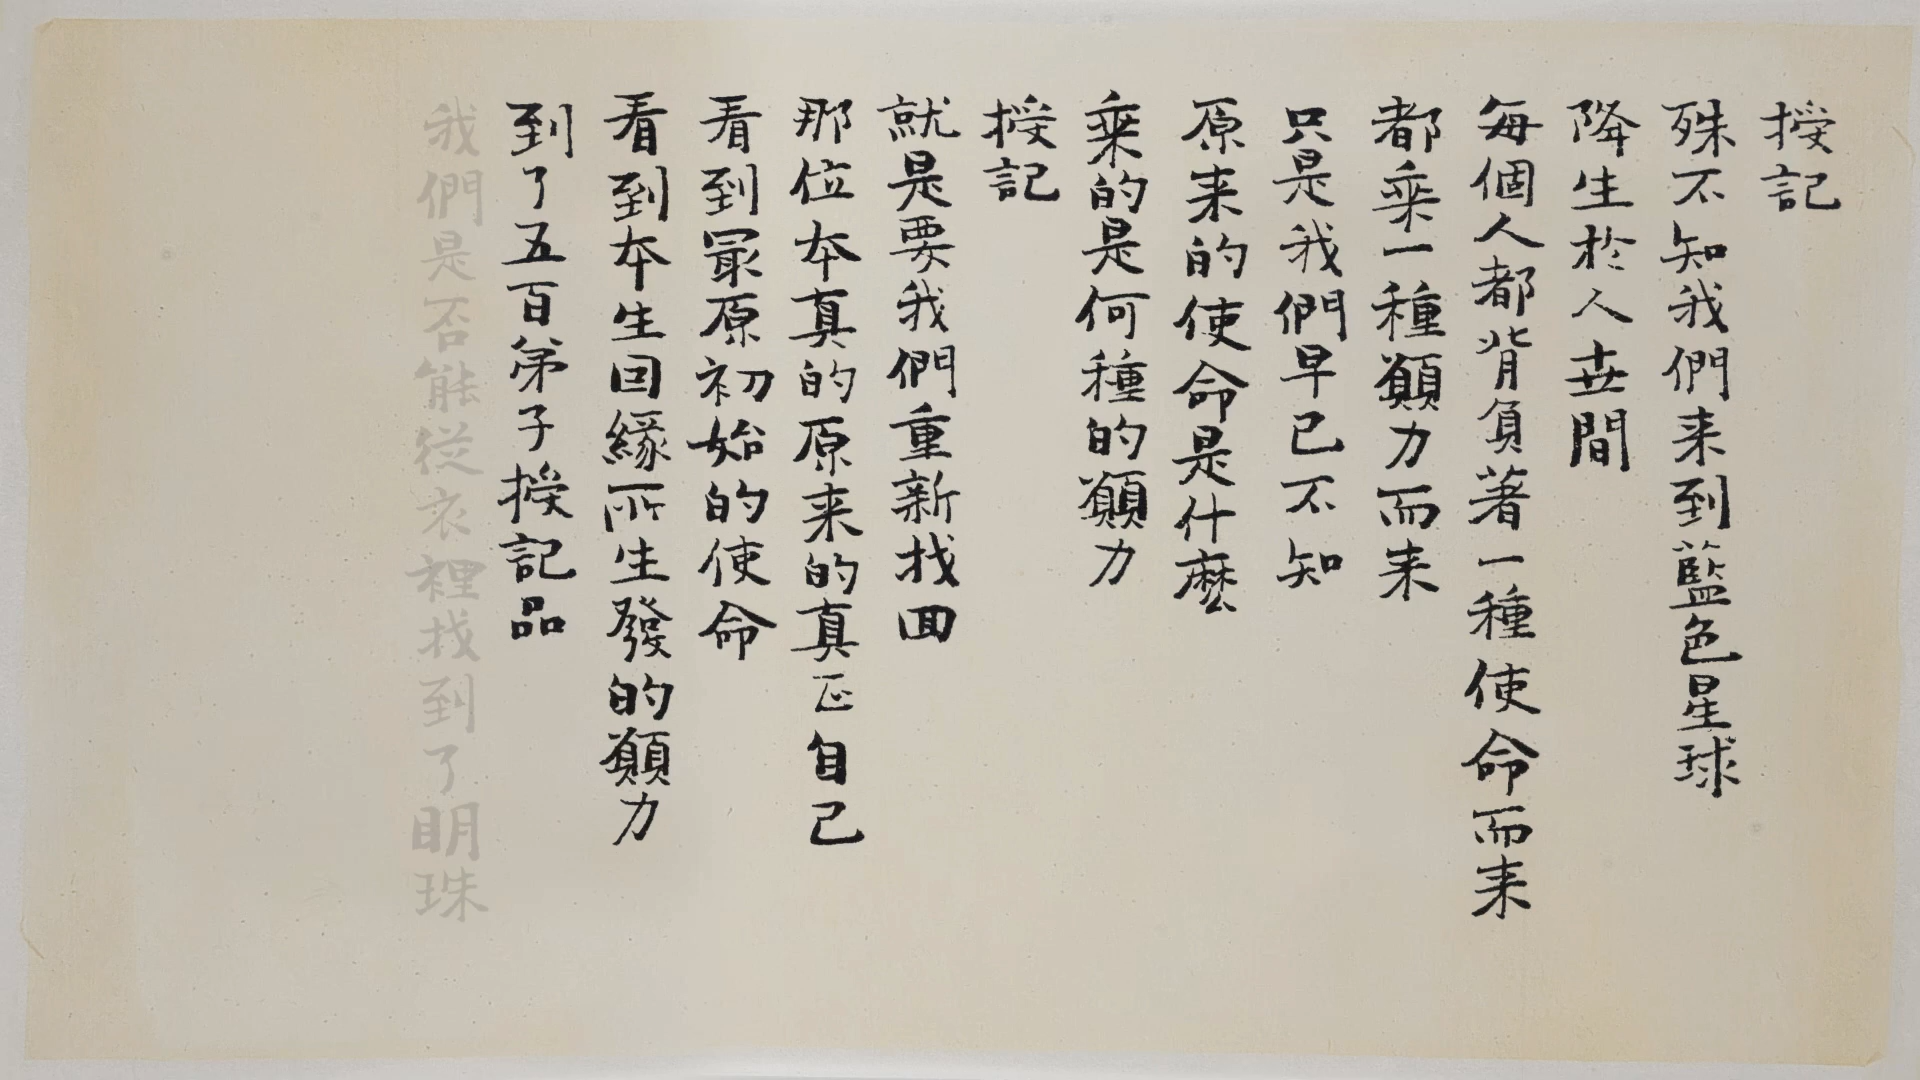 授記
殊不知我們来到藍色星球
降生於人世間
每個人都背負著一種使命而来
都乘一種願力而来
只是我們早已不知
原来的使命是什麼
乘的是何種的願力
授記
就是要我們重新找回
那位本真的原来的真正自己
看到最原初始的使命
看到本生因緣所生發的願力
到了五百弟子授記品
我們是否能從衣裡找到了明珠